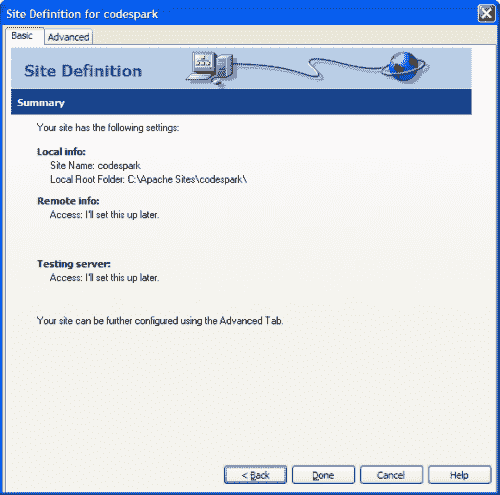 Site Definition for codespark
Basic
Advanced
Site Definition
Summary
Your site has the following settings:
Local info:
Site Name: codespark
Local Root Folder: C:\Apache Sites\codespark\
Remote info:
Access: I'll set this up later.
Testing server:
Access: I'll set this up later.
Your site can be further configured using the Advanced Tab.
< Back
Done
Cancel
Help